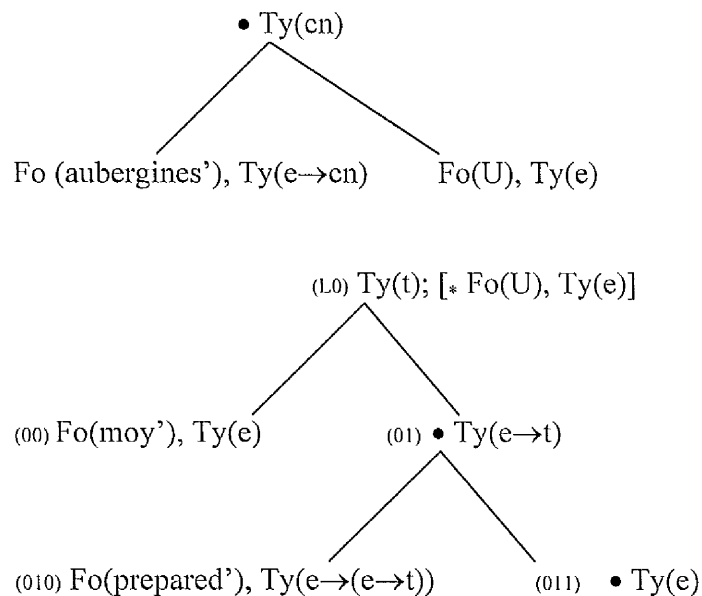 • Ty(cn)
Fo (aubergines’), Ty(e→cn) Fo(U), Ty(e)
(L0) Ty(t); [* Fo(U), Ty(e)]
(00) Fo(moy’), Ty(e) (01) • Ty(e→t)
(010) Fo(prepared’), Ty(e→(e→t)) (011) • Ty(e)